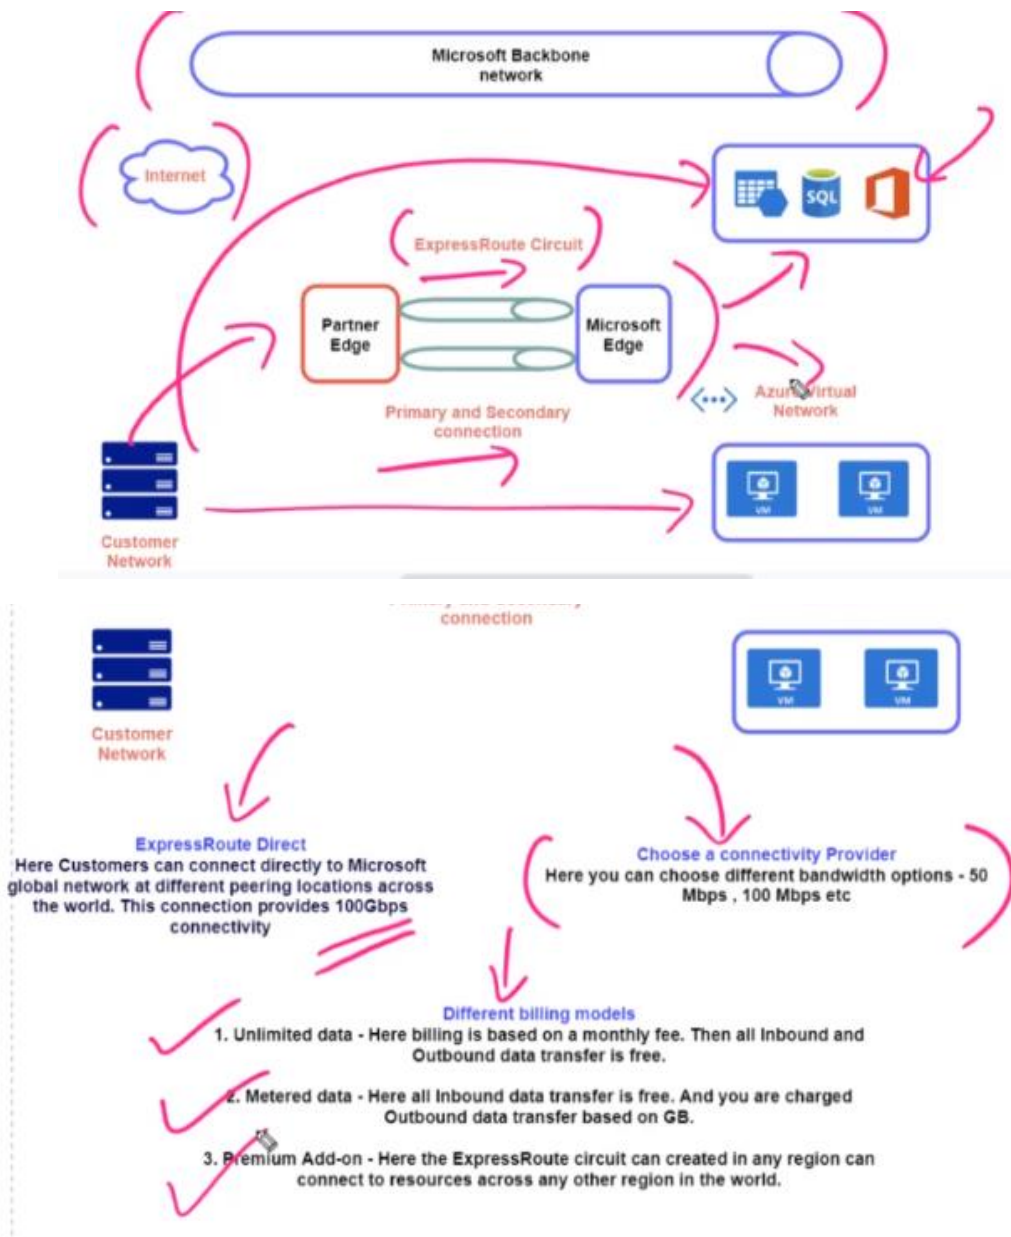 Microsoft Backbone
network
Internet
SQL
ExpressRoute Circuit
Partner
Edge
Microsoft
Edge
Primary and Secondary
connection
Azure Virtual
Network
VM
VM
Customer
Network
Primary and Secondary
connection
VM
VM
Customer
Network
ExpressRoute Direct
Here Customers can connect directly to Microsoft
global network at different peering locations across
the world. This connection provides 100Gbps
connectivity
Choose a connectivity Provider
Here you can choose different bandwidth options - 50
Mbps , 100 Mbps etc
Different billing models
1. Unlimited data - Here billing is based on a monthly fee. Then all Inbound and
Outbound data transfer is free.
2. Metered data - Here all Inbound data transfer is free. And you are charged
Outbound data transfer based on GB.
3. Premium Add-on - Here the ExpressRoute circuit can created in any region can
connect to resources across any other region in the world.